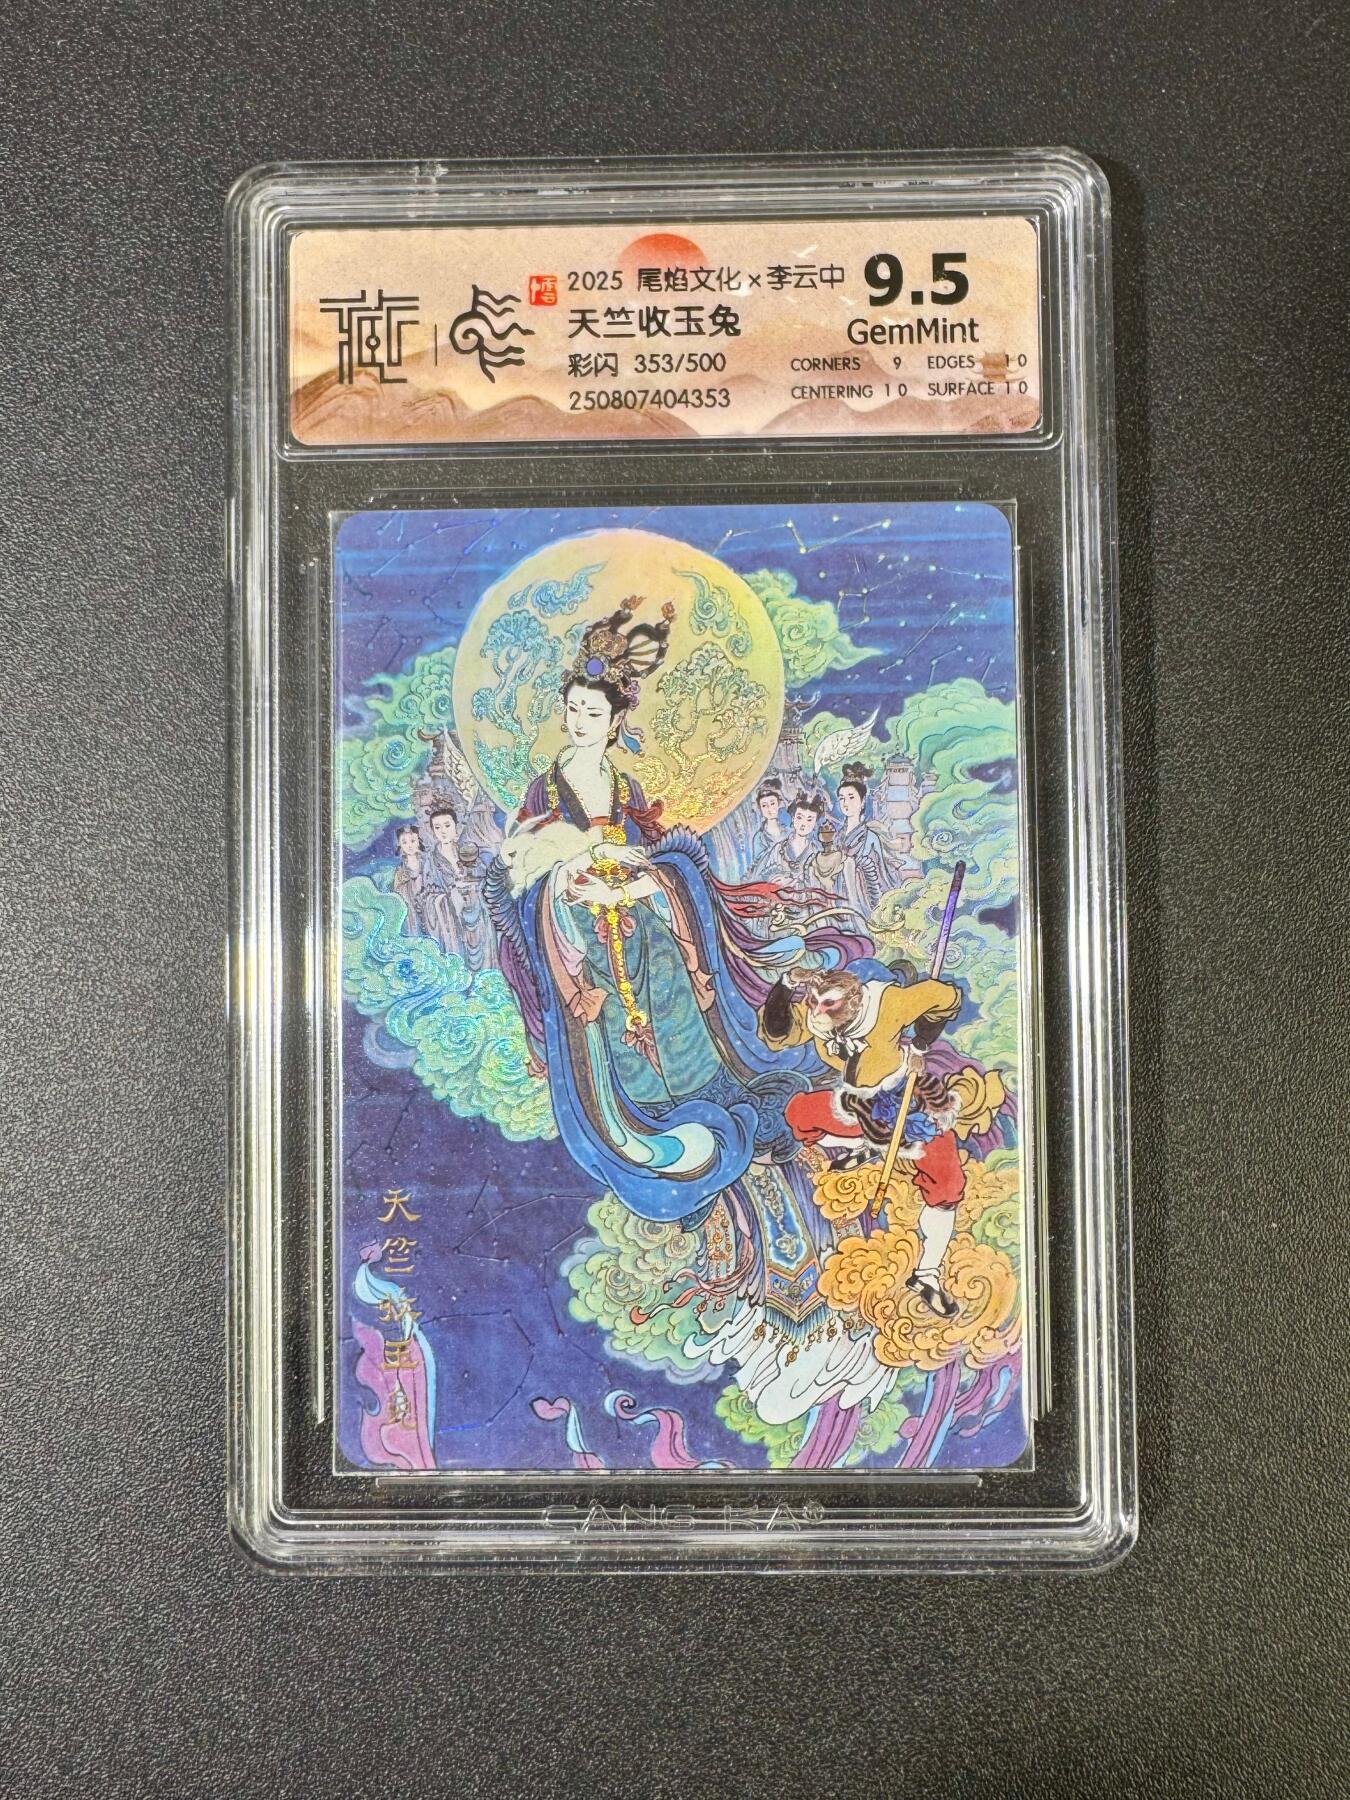 藏
2025 尾焰文化×李云中
天竺收玉兔
彩闪 353/500
250807404353
9.5
GemMint
CORNERS 9 EDGES 10
CENTERING 10 SURFACE 10
天竺收玉兔
CANG KA®